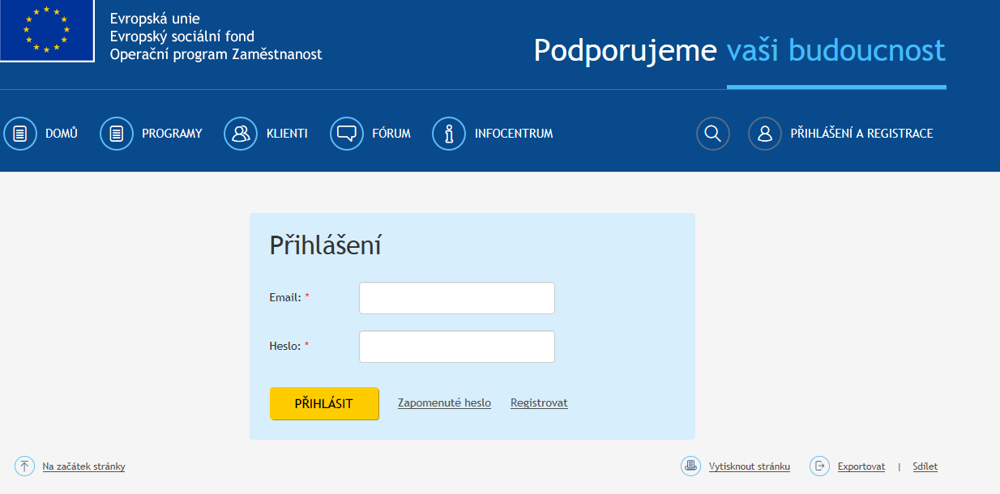 Evropská unie
Evropský sociální fond
Operační program Zaměstnanost
Podporujeme vaši budoucnost
DOMŮ PROGRAMY KLIENTI FÓRUM INFOCENTRUM PŘIHLÁŠENÍ A REGISTRACE
Přihlášení
Email: *
Heslo: *
PŘIHLÁSIT Zapomenuté heslo Registrovat
Na začátek stránky Vytisknout stránku Exportovat | Sdílet